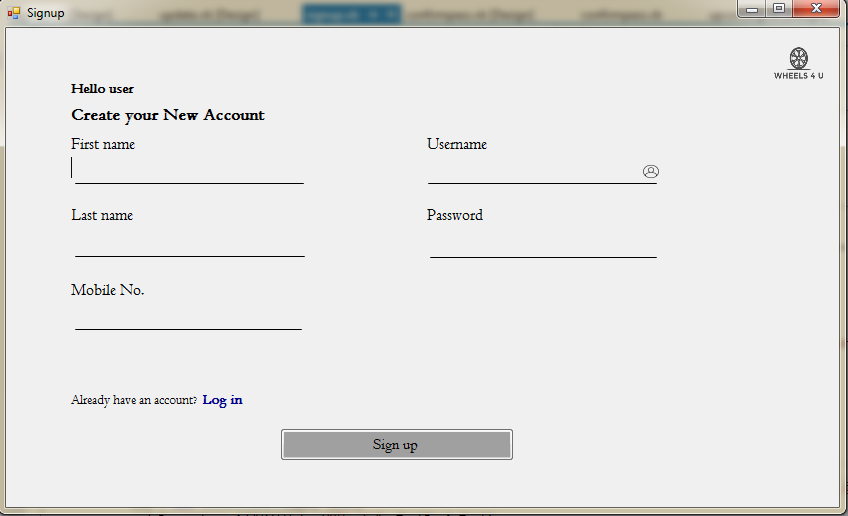 Signup
WHEELS 4 U
Hello user
Create your New Account
First name
Username
Last name
Password
Mobile No.
Already have an account? Log in
Sign up